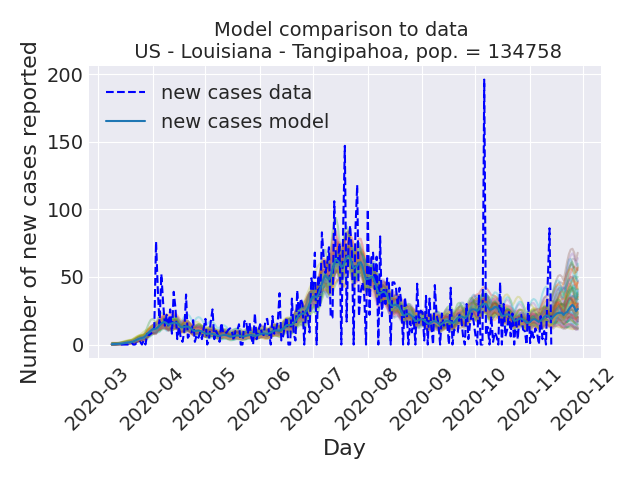 Model comparison to data
US - Louisiana - Tangipahoa, pop. = 134758
Number of new cases reported
200
150
100
50
0
new cases data
new cases model
2020-03
2020-04
2020-05
2020-06
2020-07
2020-08
2020-09
2020-10
2020-11
2020-12
Day